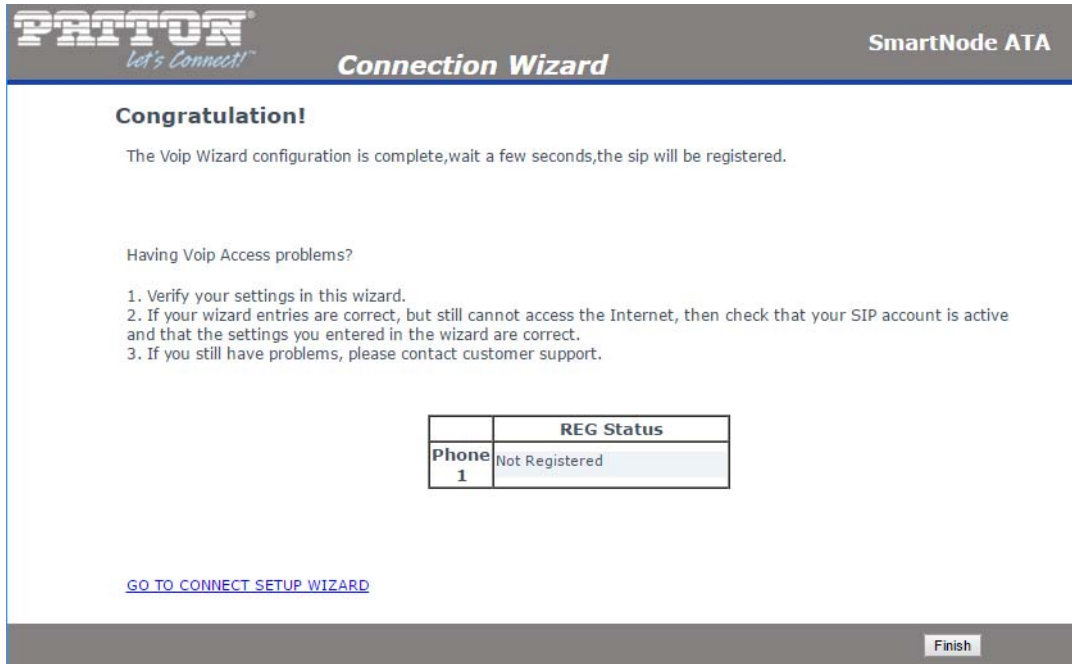 PATTON®
Let's Connect!™
Connection Wizard
SmartNode ATA
Congratulation!
The Voip Wizard configuration is complete,wait a few seconds,the sip will be registered.
Having Voip Access problems?
1. Verify your settings in this wizard.
2. If your wizard entries are correct, but still cannot access the Internet, then check that your SIP account is active
and that the settings you entered in the wizard are correct.
3. If you still have problems, please contact customer support.
REG Status
Phone
1
Not Registered
GO TO CONNECT SETUP WIZARD
Finish